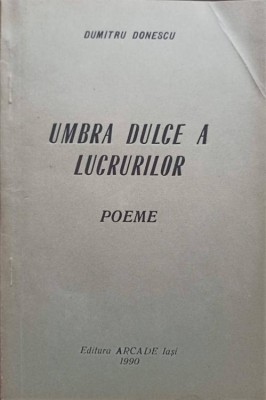 DUMITRU DONESCU
UMBRA DULCE A
LUCRURILOR
POEME
Editura ARCADE Iaşi
1990